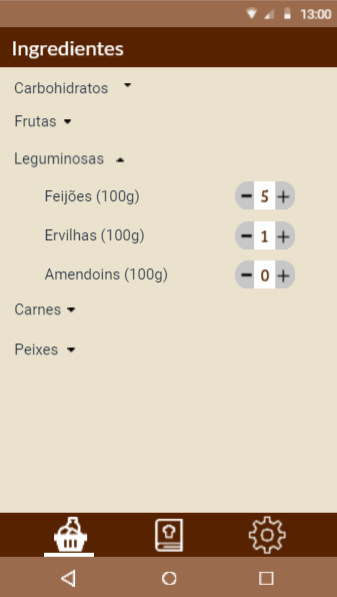 13:00
Ingredientes
Carbohidratos
Frutas
Leguminosas
Feijões (100g) − 5 +
Ervilhas (100g) − 1 +
Amendoins (100g) − 0 +
Carnes
Peixes